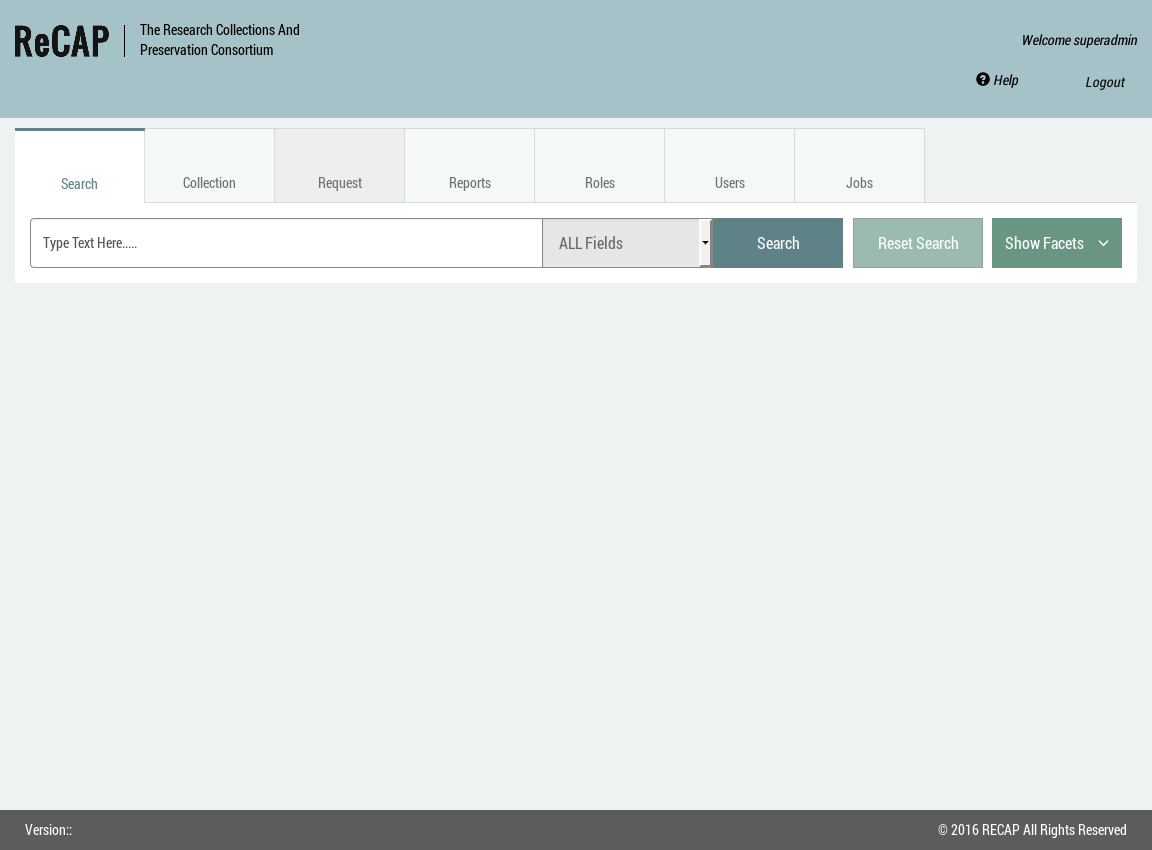 ReCAP
The Research Collections And
Preservation Consortium
Welcome superadmin
Help
Logout
Search
Collection
Request
Reports
Roles
Users
Jobs
Type Text Here.....
ALL Fields
Search
Reset Search
Show Facets
Version::
© 2016 RECAP All Rights Reserved